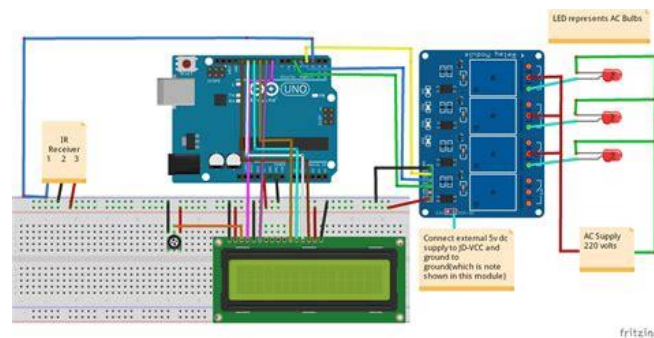 LED represents AC Bulbs
Relay Module
UNO
IR
Receiver
1 2 3
Connect external 5v dc
supply to JD-VCC and
ground to
ground(which is note
shown in this module)
AC Supply
220 volts
fritzin